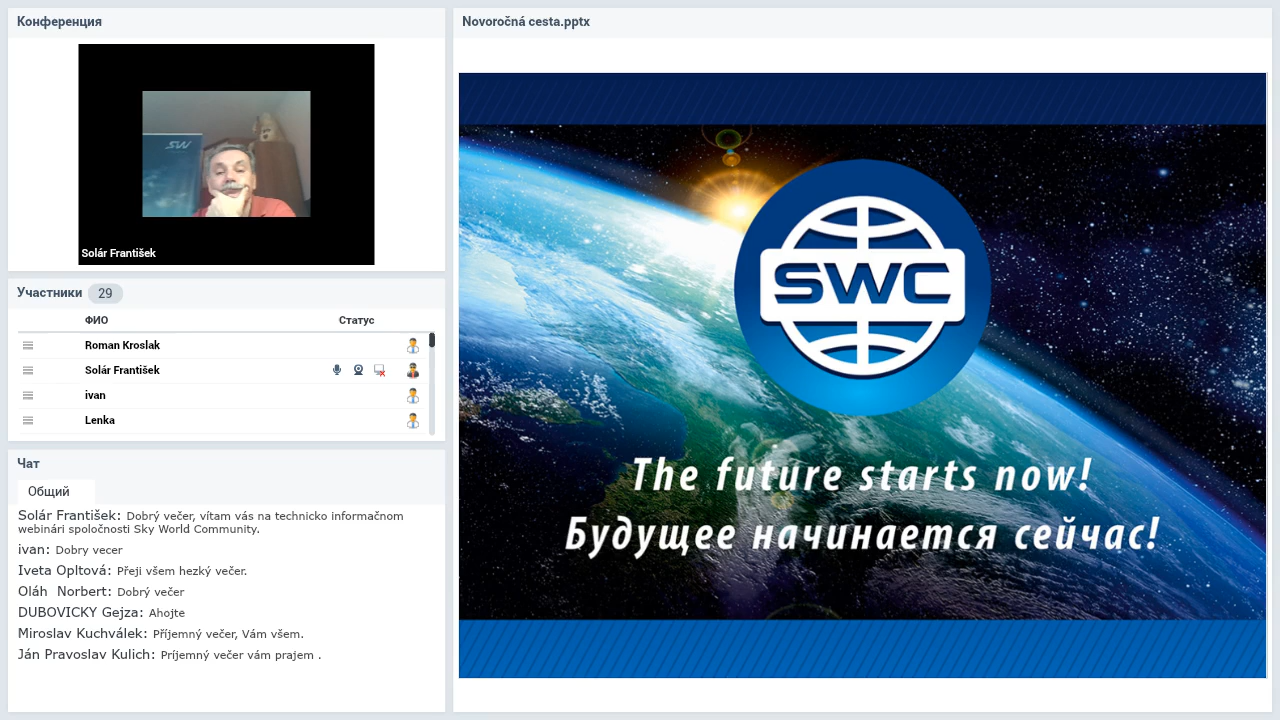 Конференция
SW
Solár František
Участники 29
ФИО Статус
Roman Kroslak
Solár František
ivan
Lenka
Чат
Общий
Solár František: Dobrý večer, vítam vás na technicko informačnom
webinári spoločnosti Sky World Community.
ivan: Dobry vecer
Iveta Opltová: Přeji všem hezký večer.
Oláh  Norbert: Dobrý večer
DUBOVICKY Gejza: Ahojte
Miroslav Kuchválek: Příjemný večer, Vám všem.
Ján Pravoslav Kulich: Príjemný večer vám prajem .
Novoročná cesta.pptx
SWC
The future starts now!
Будущее начинается сейчас!